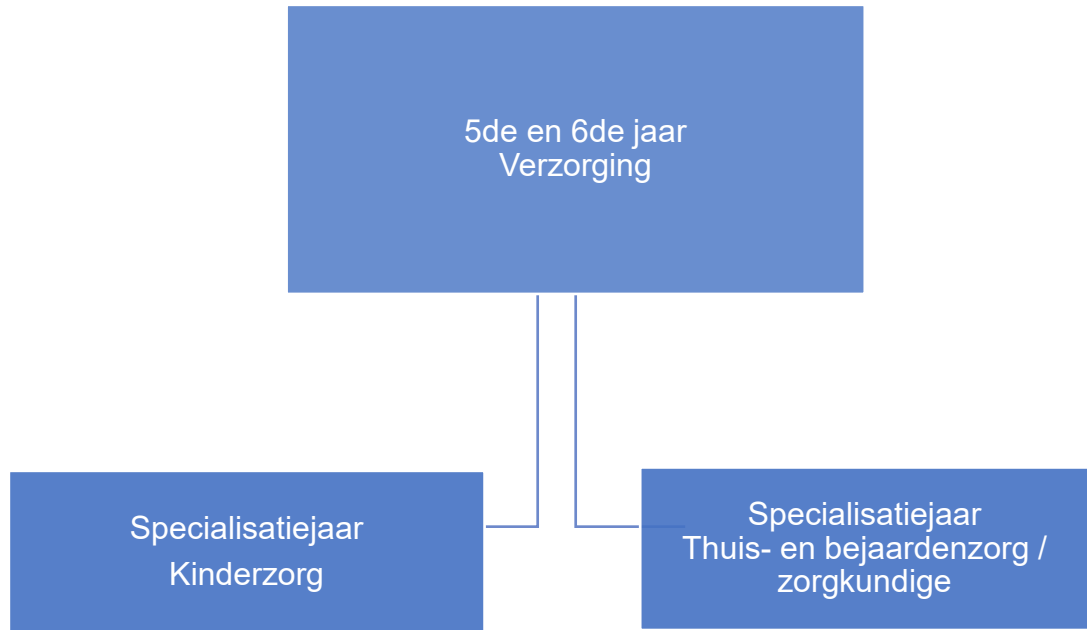 5de en 6de jaar
Verzorging
Specialisatiejaar
Kinderzorg
Specialisatiejaar
Thuis- en bejaardenzorg /
zorgkundige